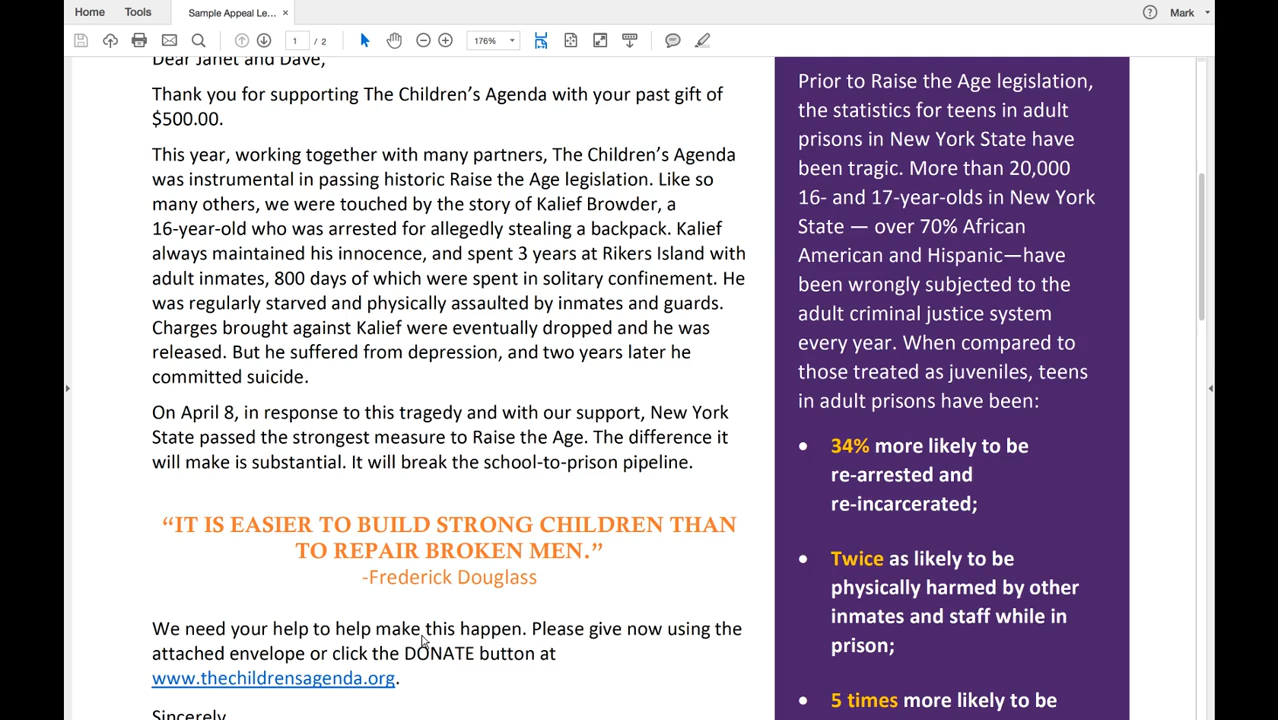 Home
Tools
Sample Appeal Le... ×
Mark
1 / 2
176%
Dear Janet and Dave,
Thank you for supporting The Children's Agenda with your past gift of
$500.00.
This year, working together with many partners, The Children's Agenda
was instrumental in passing historic Raise the Age legislation. Like so
many others, we were touched by the story of Kalief Browder, a
16-year-old who was arrested for allegedly stealing a backpack. Kalief
always maintained his innocence, and spent 3 years at Rikers Island with
adult inmates, 800 days of which were spent in solitary confinement. He
was regularly starved and physically assaulted by inmates and guards.
Charges brought against Kalief were eventually dropped and he was
released. But he suffered from depression, and two years later he
committed suicide.
On April 8, in response to this tragedy and with our support, New York
State passed the strongest measure to Raise the Age. The difference it
will make is substantial. It will break the school-to-prison pipeline.
“IT IS EASIER TO BUILD STRONG CHILDREN THAN
TO REPAIR BROKEN MEN.”
-Frederick Douglass
We need your help to help make this happen. Please give now using the
attached envelope or click the DONATE button at
www.thechildrensagenda.org.
Sincerely
Prior to Raise the Age legislation,
the statistics for teens in adult
prisons in New York State have
been tragic. More than 20,000
16- and 17-year-olds in New York
State — over 70% African
American and Hispanic—have
been wrongly subjected to the
adult criminal justice system
every year. When compared to
those treated as juveniles, teens
in adult prisons have been:
• 34% more likely to be
re-arrested and
re-incarcerated;
• Twice as likely to be
physically harmed by other
inmates and staff while in
prison;
• 5 times more likely to be